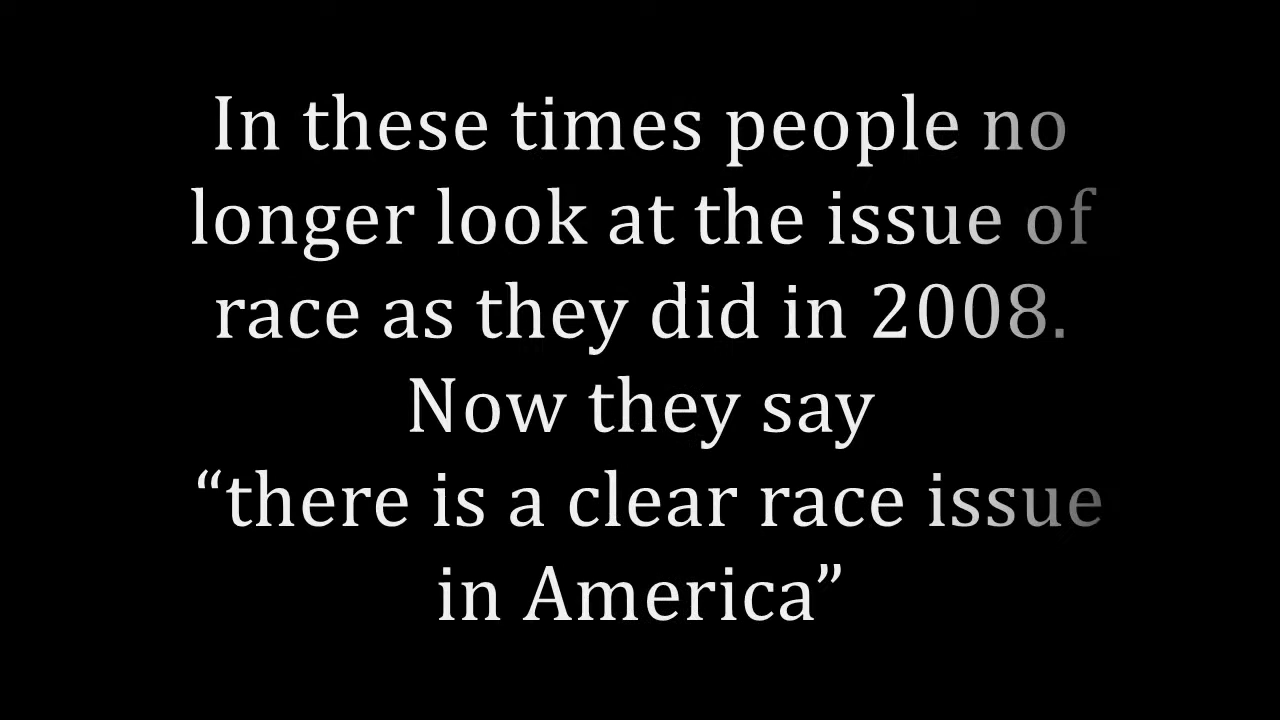 In these times people no
longer look at the issue of
race as they did in 2008.
Now they say
“there is a clear race issue
in America”